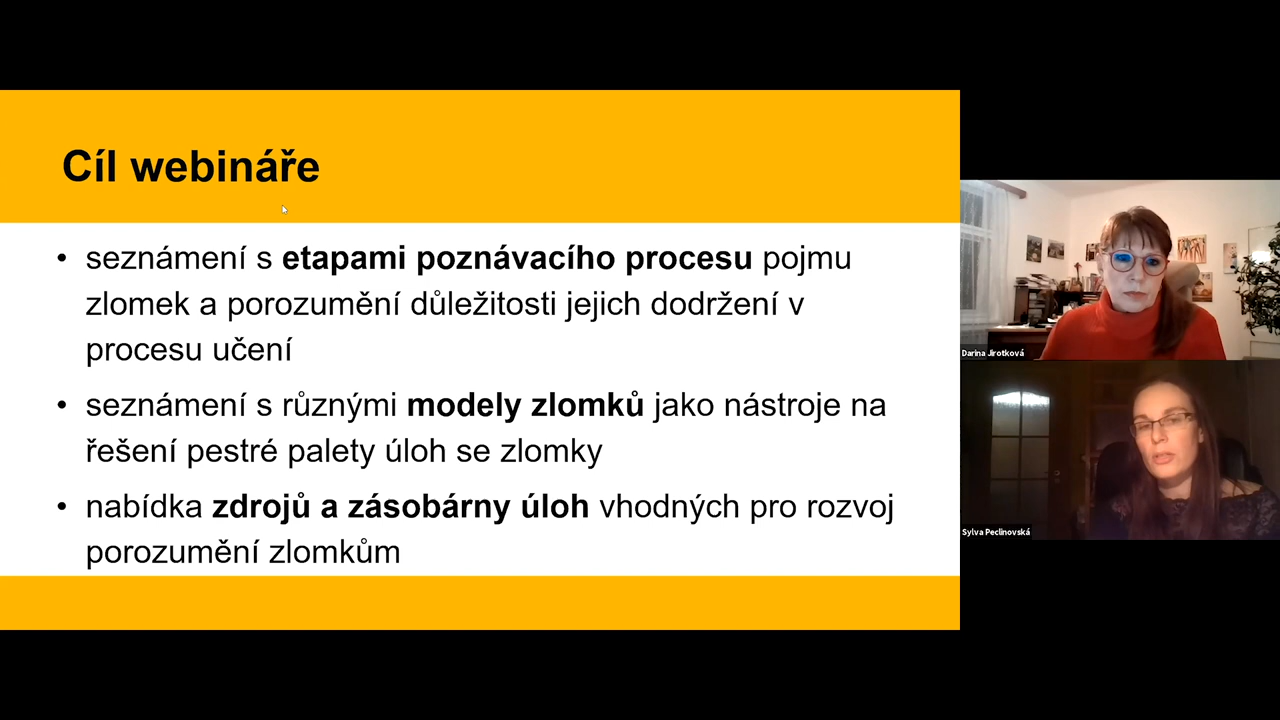 Cíl webináře
• seznámení s etapami poznávacího procesu pojmu
zlomek a porozumění důležitosti jejich dodržení v
procesu učení
• seznámení s různými modely zlomků jako nástroje na
řešení pestré palety úloh se zlomky
• nabídka zdrojů a zásobárny úloh vhodných pro rozvoj
porozumění zlomkům
Darina Jirotková
Sylva Peclinovská